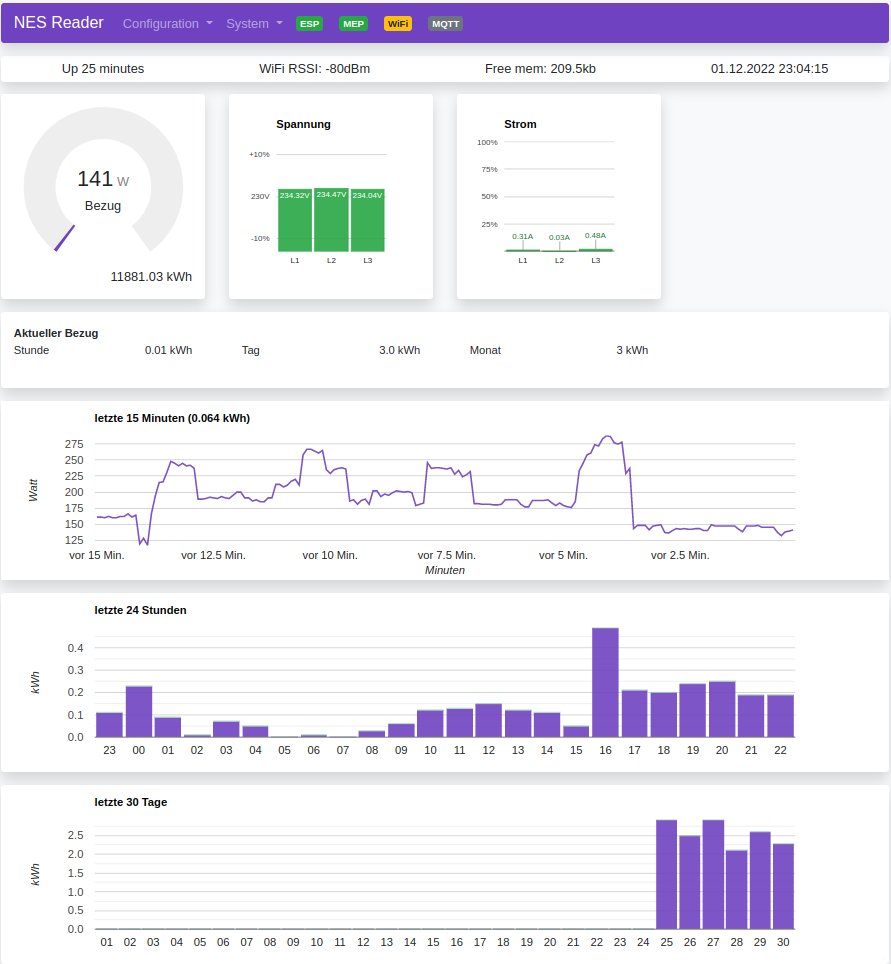 NES Reader Configuration System ESP MEP WiFi MQTT
Up 25 minutes WiFi RSSI: -80dBm Free mem: 209.5kb 01.12.2022 23:04:15
141 W
Bezug
11881.03 kWh
Spannung
+10%
230V
-10%
234.32V 234.47V 234.04V
L1 L2 L3
Strom
100%
75%
50%
25%
0.31A 0.03A 0.48A
L1 L2 L3
Aktueller Bezug
Stunde 0.01 kWh Tag 3.0 kWh Monat 3 kWh
letzte 15 Minuten (0.064 kWh)
Watt
275
250
225
200
175
150
125
vor 15 Min. vor 12.5 Min. vor 10 Min. vor 7.5 Min. vor 5 Min. vor 2.5 Min.
Minuten
letzte 24 Stunden
kWh
0.4
0.3
0.2
0.1
0.0
23 00 01 02 03 04 05 06 07 08 09 10 11 12 13 14 15 16 17 18 19 20 21 22
letzte 30 Tage
kWh
2.5
2.0
1.5
1.0
0.5
0.0
01 02 03 04 05 06 07 08 09 10 11 12 13 14 15 16 17 18 19 20 21 22 23 24 25 26 27 28 29 30